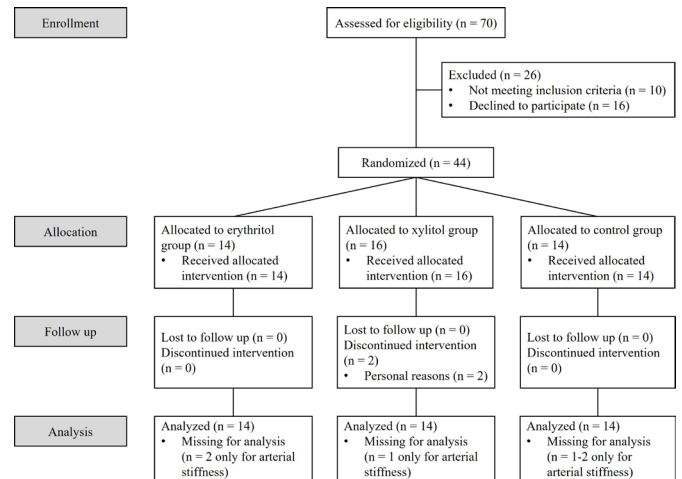 Enrollment
Assessed for eligibility (n = 70)
Excluded (n = 26)
• Not meeting inclusion criteria (n = 10)
• Declined to participate (n = 16)
Randomized (n = 44)
Allocation
Allocated to erythritol
group (n = 14)
• Received allocated
intervention (n = 14)
Allocated to xylitol group
(n = 16)
• Received allocated
intervention (n = 16)
Allocated to control group
(n = 14)
• Received allocated
intervention (n = 14)
Follow up
Lost to follow up (n = 0)
Discontinued intervention
(n = 0)
Lost to follow up (n = 0)
Discontinued intervention
(n = 2)
• Personal reasons (n = 2)
Lost to follow up (n = 0)
Discontinued intervention
(n = 0)
Analysis
Analyzed (n = 14)
• Missing for analysis
(n = 2 only for arterial
stiffness)
Analyzed (n = 14)
• Missing for analysis
(n = 1 only for arterial
stiffness)
Analyzed (n = 14)
• Missing for analysis
(n = 1-2 only for
arterial stiffness)